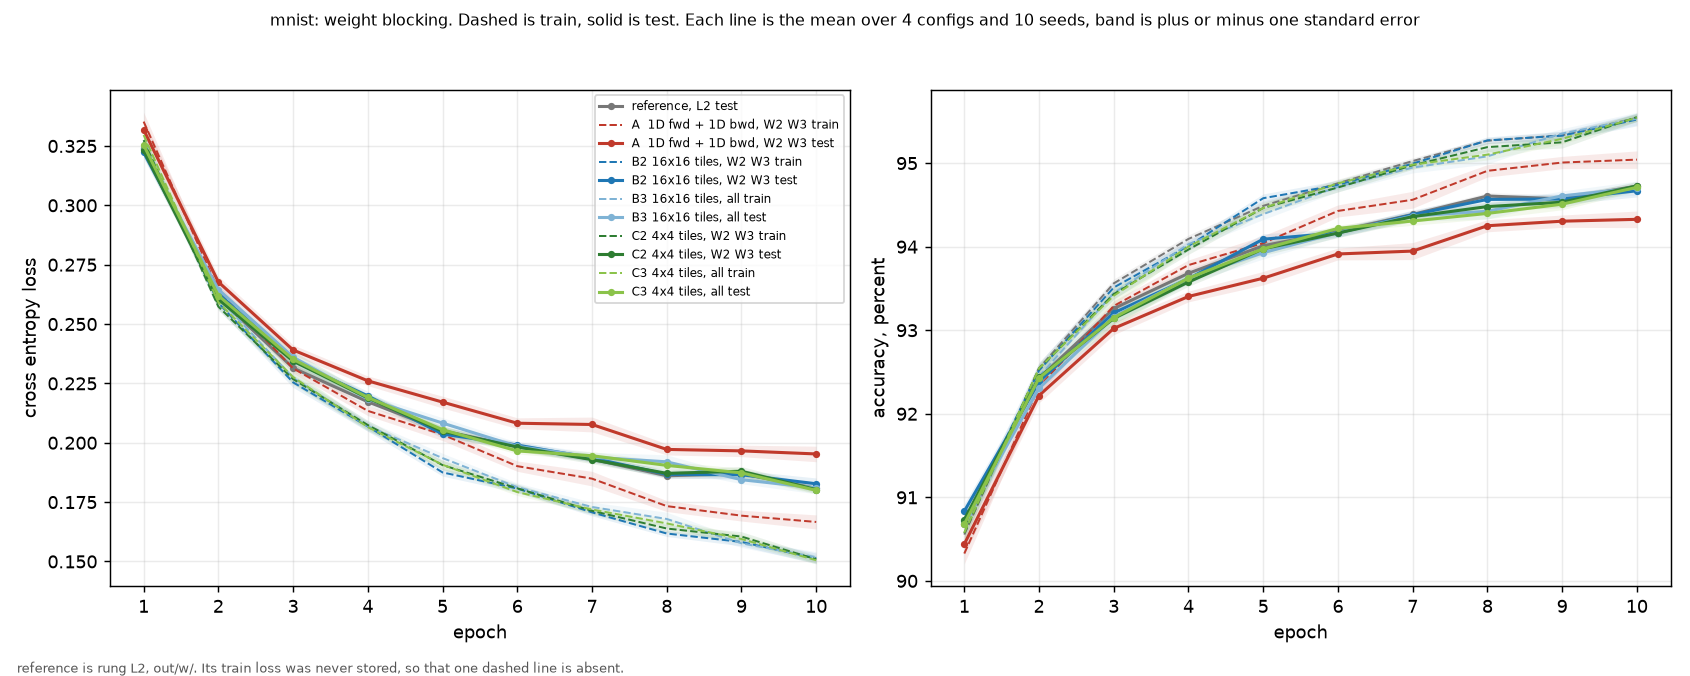 mnist: weight blocking. Dashed is train, solid is test. Each line is the mean over 4 configs and 10 seeds, band is plus or minus one standard error
cross entropy loss
0.325
0.300
0.275
0.250
0.225
0.200
0.175
0.150
reference, L2 test
A  1D fwd + 1D bwd, W2 W3 train
A  1D fwd + 1D bwd, W2 W3 test
B2 16x16 tiles, W2 W3 train
B2 16x16 tiles, W2 W3 test
B3 16x16 tiles, all train
B3 16x16 tiles, all test
C2 4x4 tiles, W2 W3 train
C2 4x4 tiles, W2 W3 test
C3 4x4 tiles, all train
C3 4x4 tiles, all test
1 2 3 4 5 6 7 8 9 10
epoch
accuracy, percent
95
94
93
92
91
90
1 2 3 4 5 6 7 8 9 10
epoch
reference is rung L2, out/w/. Its train loss was never stored, so that one dashed line is absent.